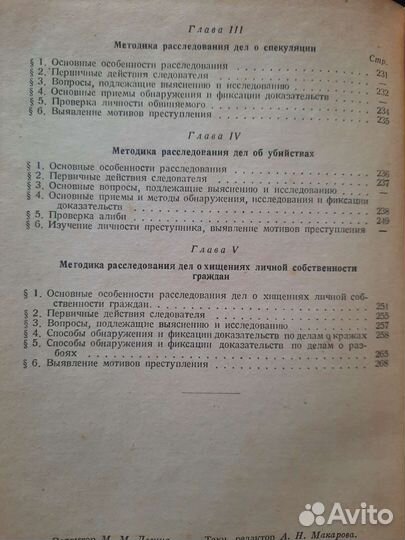 Глава III
Методика расследования дел о спекуляции
Стр.
§ 1. Основные особенности расследования 231
§ 2. Первичные действия следователя —
§ 3. Вопросы, подлежащие выяснению и исследованию 232
§ 4. Основные приемы обнаружения и фиксации доказательств —
§ 5. Проверка личности обвиняемого 234
§ 6. Выявление мотивов преступления 235
Глава IV
Методика расследования дел об убийствах
§ 1. Основные особенности расследования 236
§ 2. Первичные действия следователя 237
§ 3. Основные вопросы, подлежащие выяснению и исследованию —
§ 4. Основные приемы и методы обнаружения, исследования и фиксации
доказательств 238
§ 5. Проверка алиби 249
§ 6. Изучение личности преступника, выявление мотивов преступления —
Глава V
Методика расследования дел о хищениях личной собственности
граждан
§ 1. Основные особенности расследования дел о хищениях личной соб-
ственности граждан. 251
§ 2. Первичные действия следователя 255
§ 3. Вопросы, подлежащие выяснению и исследованию 257
§ 4. Способы обнаружения и фиксации доказательств по делам о кражах 258
§ 5. Способы обнаружения и фиксации доказательств по делам о раз-
боях 265
§ 6. Выявление мотивов преступления 268
М. М.
Техн. редактор А. Н. Макарова.
Avito